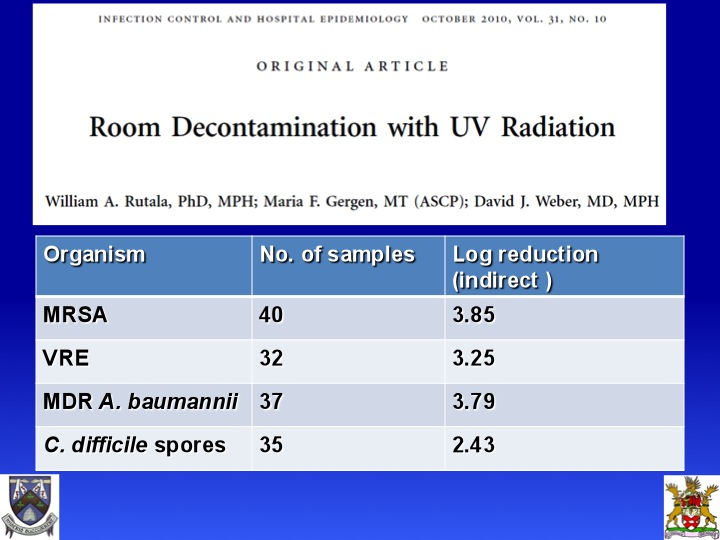 INFECTION CONTROL AND HOSPITAL EPIDEMIOLOGY OCTOBER 2010, VOL. 31, NO. 10
ORIGINAL ARTICLE
Room Decontamination with UV Radiation
William A. Rutala, PhD, MPH; Maria F. Gergen, MT (ASCP); David J. Weber, MD, MPH
Organism No. of samples Log reduction
(indirect )
MRSA 40 3.85
VRE 32 3.25
MDR A. baumannii 37 3.79
C. difficile spores 35 2.43